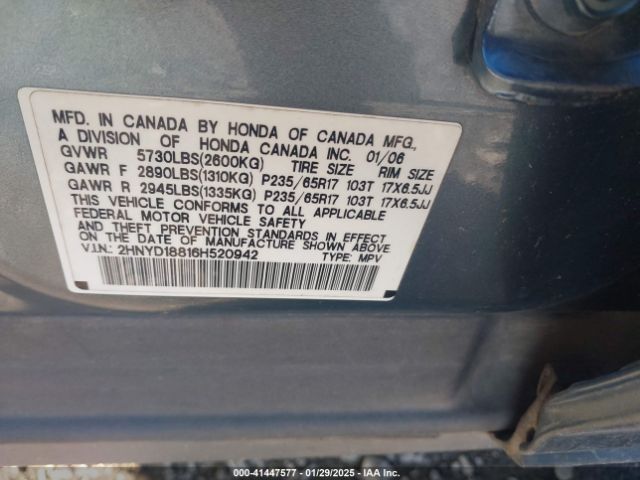 MFD. IN CANADA BY HONDA OF CANADA MFG.,
A DIVISION OF HONDA CANADA INC. 01/06
GVWR 5730LBS(2600KG) TIRE SIZE RIM SIZE
GAWR F 2890LBS(1310KG) P235/65R17 103T 17X6.5JJ
GAWR R 2945LBS(1335KG) P235/65R17 103T 17X6.5JJ
THIS VEHICLE CONFORMS TO ALL APPLICABLE
FEDERAL MOTOR VEHICLE SAFETY
AND THEFT PREVENTION STANDARDS IN EFFECT
ON THE DATE OF MANUFACTURE SHOWN ABOVE.
V.I.N.: 2HNYD18816H520942 TYPE: MPV
000-41447577 — 01/29/2025 — IAA Inc.